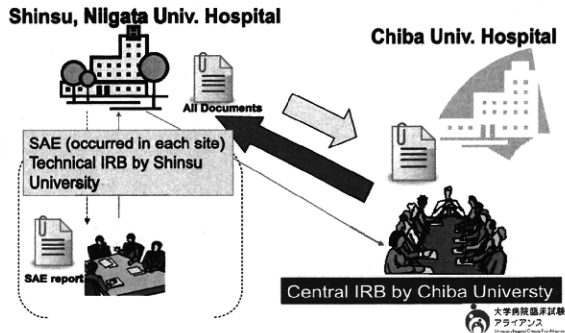 Shinsu, Niigata Univ. Hospital
Chiba Univ. Hospital
All Documents
SAE (occurred in each site)
Technical IRB by Shinsu
University
SAE report
Central IRB by Chiba Universty
大学病院臨床試験
アライアンス